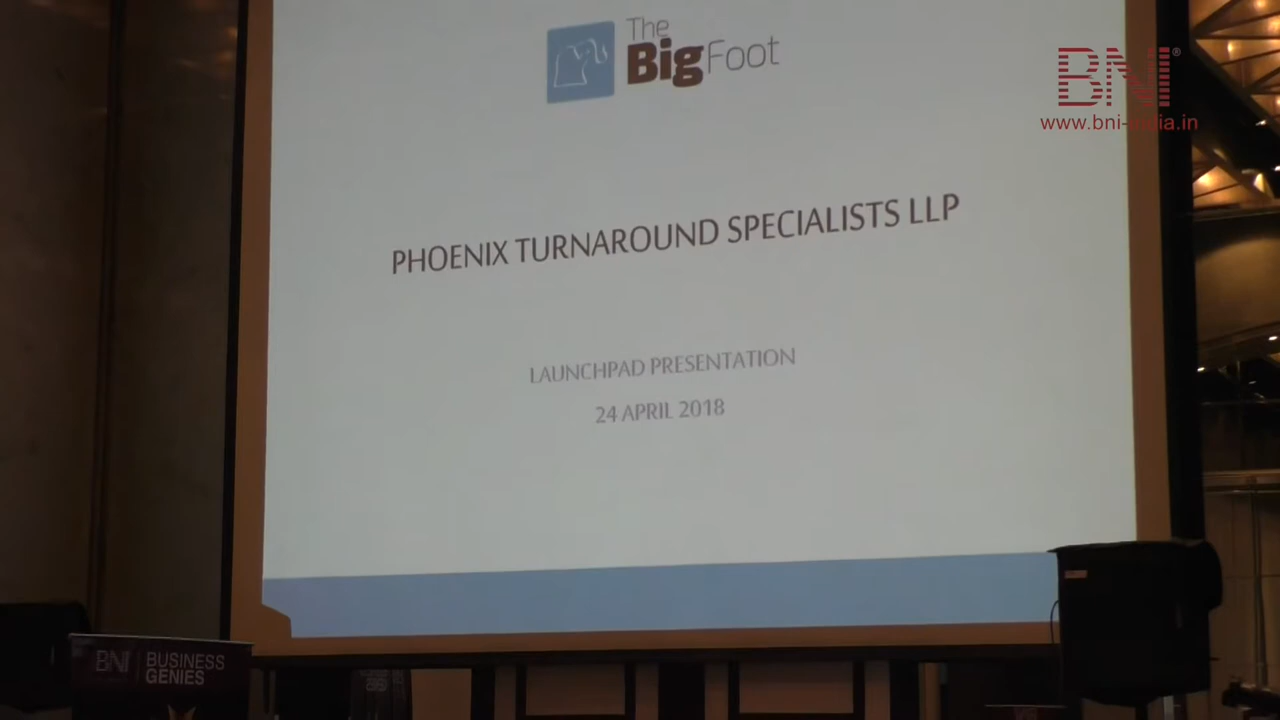 The
BigFoot
BNI®
www.bni-india.in
PHOENIX TURNAROUND SPECIALISTS LLP
LAUNCHPAD PRESENTATION
24 APRIL 2018
BNI
BUSINESS
GENIES